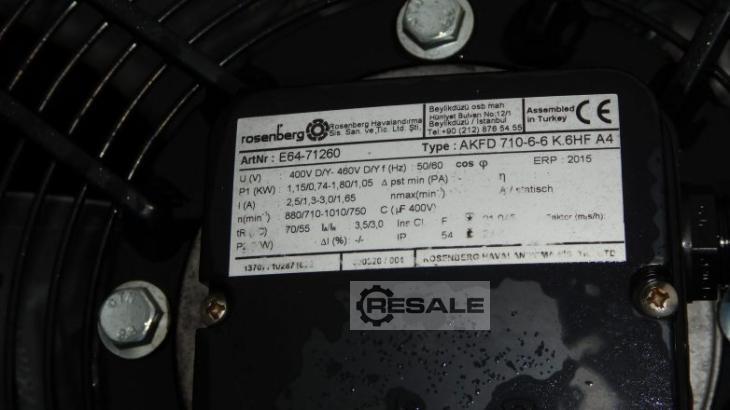 rosenberg Rosenberg Havalandırma
Sis. San. ve Tic. Ltd. Şti.
Beylikdüzü osb mah
Hürriyet Bulvarı No:12/1
Beylikdüzü / İstanbul
Tel:+90 (212) 876 54 55
Assembled
in Turkey
CE
ArtNr : E64-71260 Type : AKFD 710-6-6 K.6HF A4
U (V) : 400V D/Y- 460V D/Y f (Hz) : 50/60 cos φ ERP : 2015
P1 (KW) : 1,15/0,74-1,80/1,05 Δ pst min (PA) - η
I (A) : 2,5/1,3-3,0/1,65 nmax(min⁻¹) A / statisch
n(min⁻¹) : 880/710-1010/750 C (µF 400V)
70/55 3,5/3,0 F
ΔI (%) -/- IP 54
RESALE